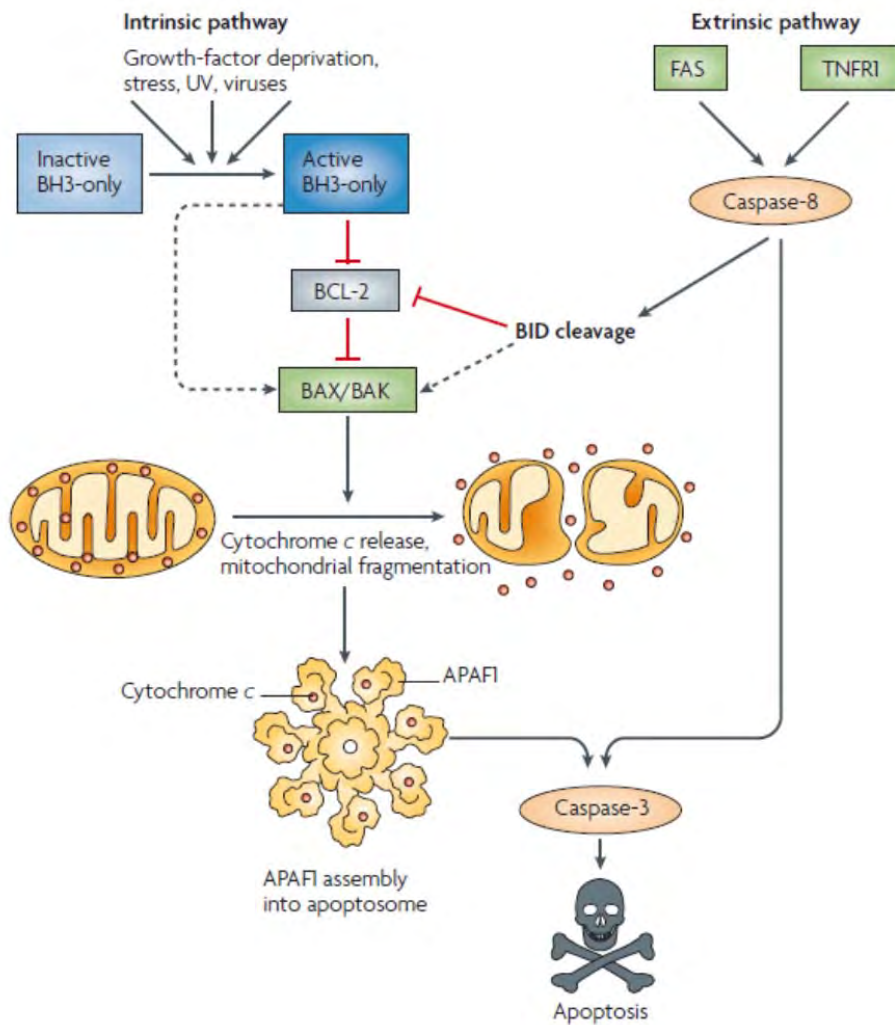 Intrinsic pathway
Growth-factor deprivation,
stress, UV, viruses
Inactive
BH3-only
Active
BH3-only
BCL-2
BAX/BAK
Extrinsic pathway
FAS
TNFR1
Caspase-8
BID cleavage
Cytochrome c release,
mitochondrial fragmentation
Cytochrome c
APAF1
APAF1 assembly
into apoptosome
Caspase-3
Apoptosis